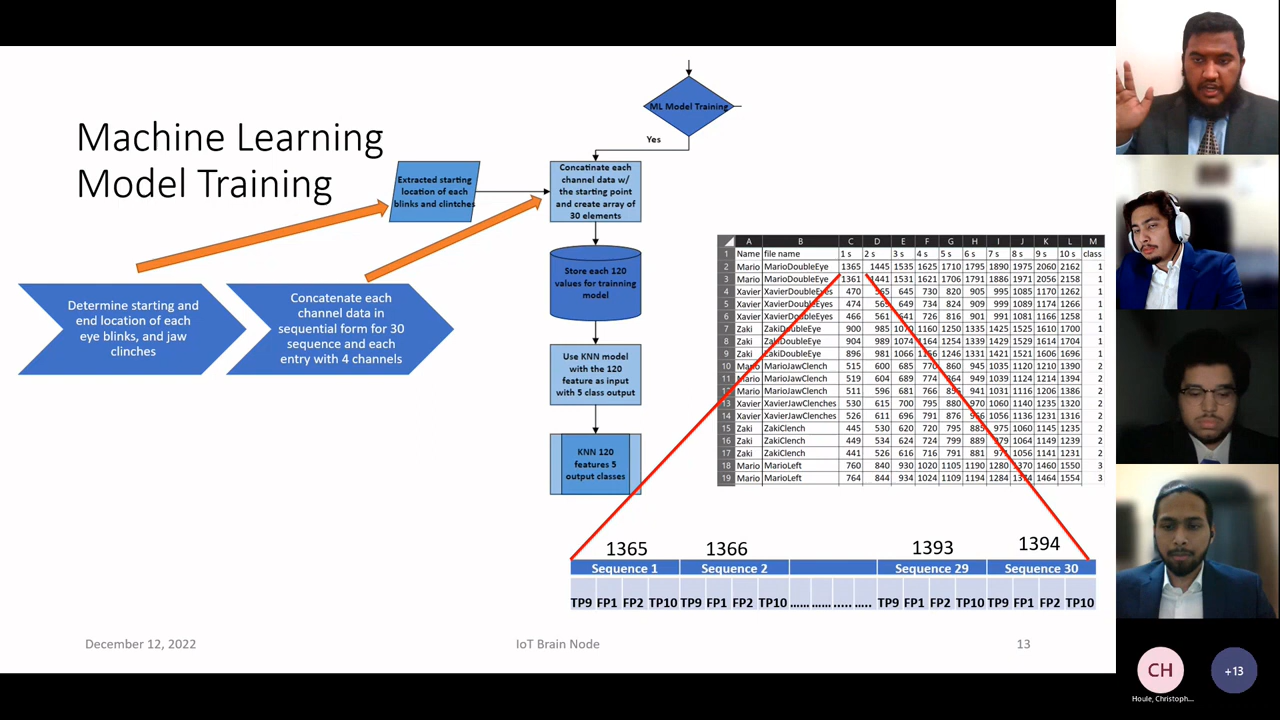 Machine Learning
Model Training
ML Model Training
Yes
Extracted starting
location of each
blinks and clintches
Concatinate each
channel data w/
the starting point
and create array of
30 elements
Store each 120
values for trainning
model
Use KNN model
with the 120
feature as input
with 5 class output
KNN 120
features 5
output classes
Determine starting and
end location of each
eye blinks, and jaw
clinches
Concatenate each
channel data in
sequential form for 30
sequence and each
entry with 4 channels
A B C D E F G H I J K L M
1 Name file name 1 s 2 s 3 s 4 s 5 s 6 s 7 s 8 s 9 s 10 s class
2 Mario MarioDoubleEye 1365 1445 1535 1625 1710 1795 1890 1975 2060 2162 1
3 Mario MarioDoubleEye 1361 1441 1531 1621 1706 1791 1886 1971 2056 2158 1
4 Xavier XavierDoubleEyes 470 565 645 730 820 905 995 1085 1170 1262 1
5 Xavier XavierDoubleEyes 474 569 649 734 824 909 999 1089 1174 1266 1
6 Xavier XavierDoubleEyes 466 561 641 726 816 901 991 1081 1166 1258 1
7 Zaki ZakiDoubleEye 900 985 1070 1160 1250 1335 1425 1525 1610 1700 1
8 Zaki ZakiDoubleEye 904 989 1074 1164 1254 1339 1429 1529 1614 1704 1
9 Zaki ZakiDoubleEye 896 981 1066 1156 1246 1331 1421 1521 1606 1696 1
10 Mario MarioJawClench 515 600 685 770 860 945 1035 1120 1210 1390 2
11 Mario MarioJawClench 519 604 689 774 864 949 1039 1124 1214 1394 2
12 Mario MarioJawClench 511 596 681 766 856 941 1031 1116 1206 1386 2
13 Xavier XavierJawClenches 530 615 700 795 880 970 1060 1140 1235 1320 2
14 Xavier XavierJawClenches 526 611 696 791 876 966 1056 1136 1231 1316 2
15 Zaki ZakiClench 445 530 620 720 795 885 975 1060 1145 1235 2
16 Zaki ZakiClench 449 534 624 724 799 889 979 1064 1149 1239 2
17 Zaki ZakiClench 441 526 616 716 791 881 971 1056 1141 1231 2
18 Mario MarioLeft 760 840 930 1020 1105 1190 1280 1370 1460 1550 3
19 Mario MarioLeft 764 844 934 1024 1109 1194 1284 1374 1464 1554 3
1365 1366 1393 1394
Sequence 1 Sequence 2 Sequence 29 Sequence 30
TP9 FP1 FP2 TP10 TP9 FP1 FP2 TP10 ...... ...... ..... ..... TP9 FP1 FP2 TP10 TP9 FP1 FP2 TP10
December 12, 2022
IoT Brain Node
13
CH
+13
Houle, Christoph...